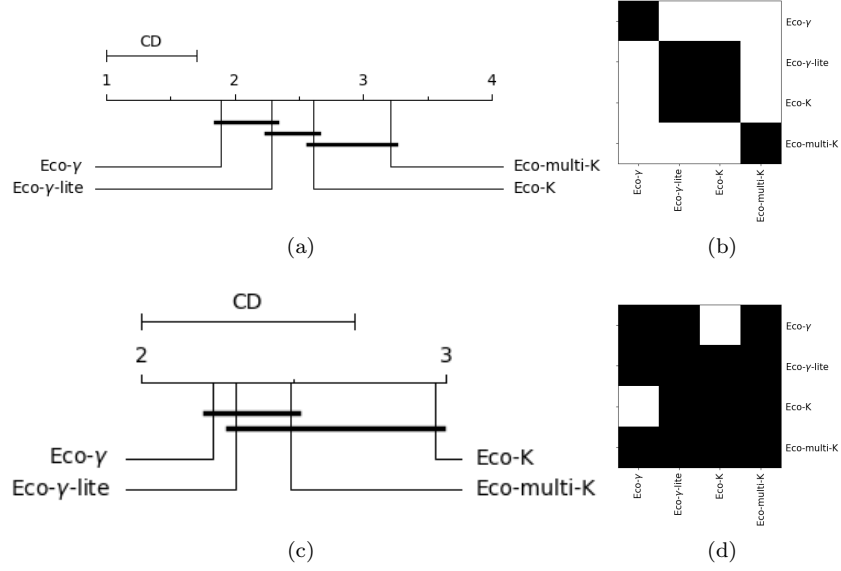 CD
1 2 3 4
Eco-γ Eco-multi-K
Eco-γ-lite Eco-K
(a)
Eco-γ
Eco-γ-lite
Eco-K
Eco-multi-K
Eco-γ Eco-γ-lite Eco-K Eco-multi-K
(b)
CD
2 3
Eco-γ Eco-K
Eco-γ-lite Eco-multi-K
(c)
Eco-γ
Eco-γ-lite
Eco-K
Eco-multi-K
Eco-γ Eco-γ-lite Eco-K Eco-multi-K
(d)